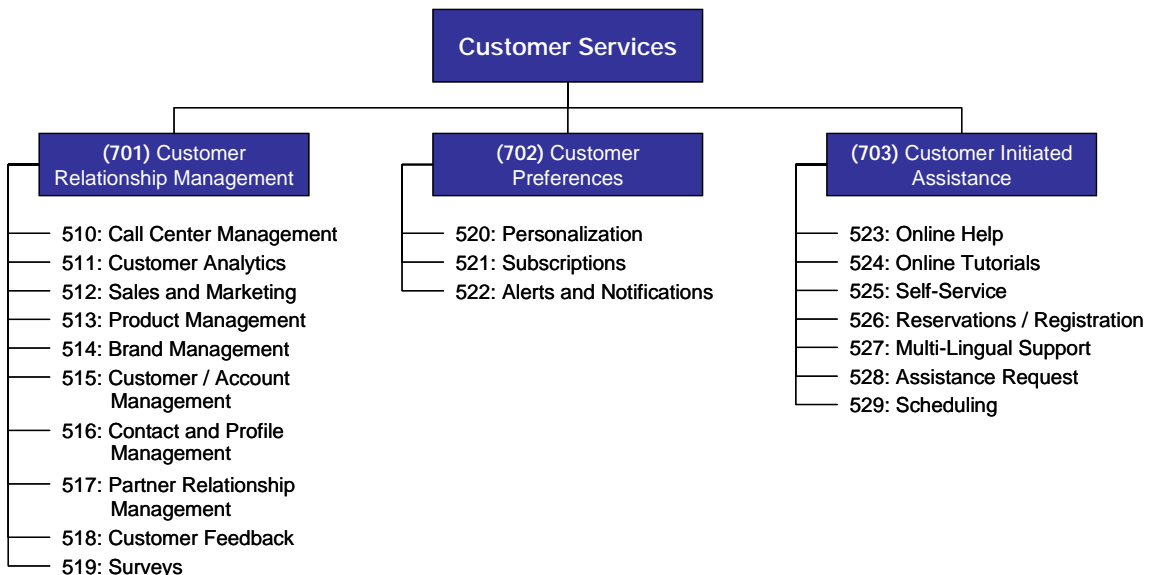 Customer Services
(701) Customer
Relationship Management
510: Call Center Management
511: Customer Analytics
512: Sales and Marketing
513: Product Management
514: Brand Management
515: Customer / Account
Management
516: Contact and Profile
Management
517: Partner Relationship
Management
518: Customer Feedback
519: Surveys
(702) Customer
Preferences
520: Personalization
521: Subscriptions
522: Alerts and Notifications
(703) Customer Initiated
Assistance
523: Online Help
524: Online Tutorials
525: Self-Service
526: Reservations / Registration
527: Multi-Lingual Support
528: Assistance Request
529: Scheduling